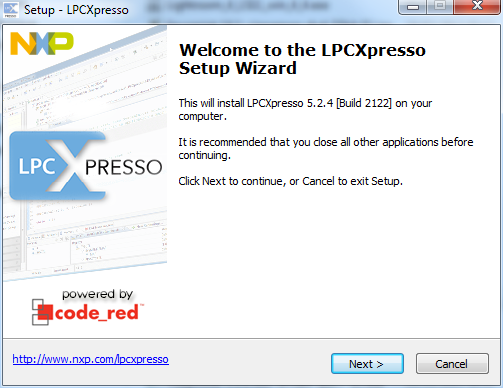 Setup - LPCXpresso
NXP
Welcome to the LPCXpresso
Setup Wizard
This will install LPCXpresso 5.2.4 [Build 2122] on your
computer.
It is recommended that you close all other applications before
continuing.
Click Next to continue, or Cancel to exit Setup.
LPC XPRESSO
powered by
code_red™
http://www.nxp.com/lpcxpresso
Next >
Cancel